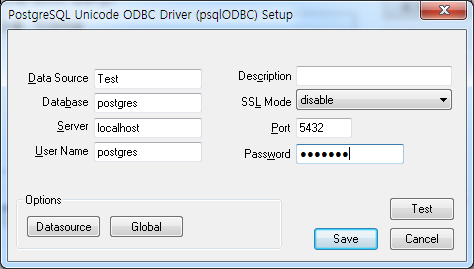 PostgreSQL Unicode ODBC Driver (psqlODBC) Setup
Data Source Test
Description
Database postgres
SSL Mode disable
Server localhost
Port 5432
User Name postgres
Password •••••••
Options
Datasource Global
Test
Save Cancel